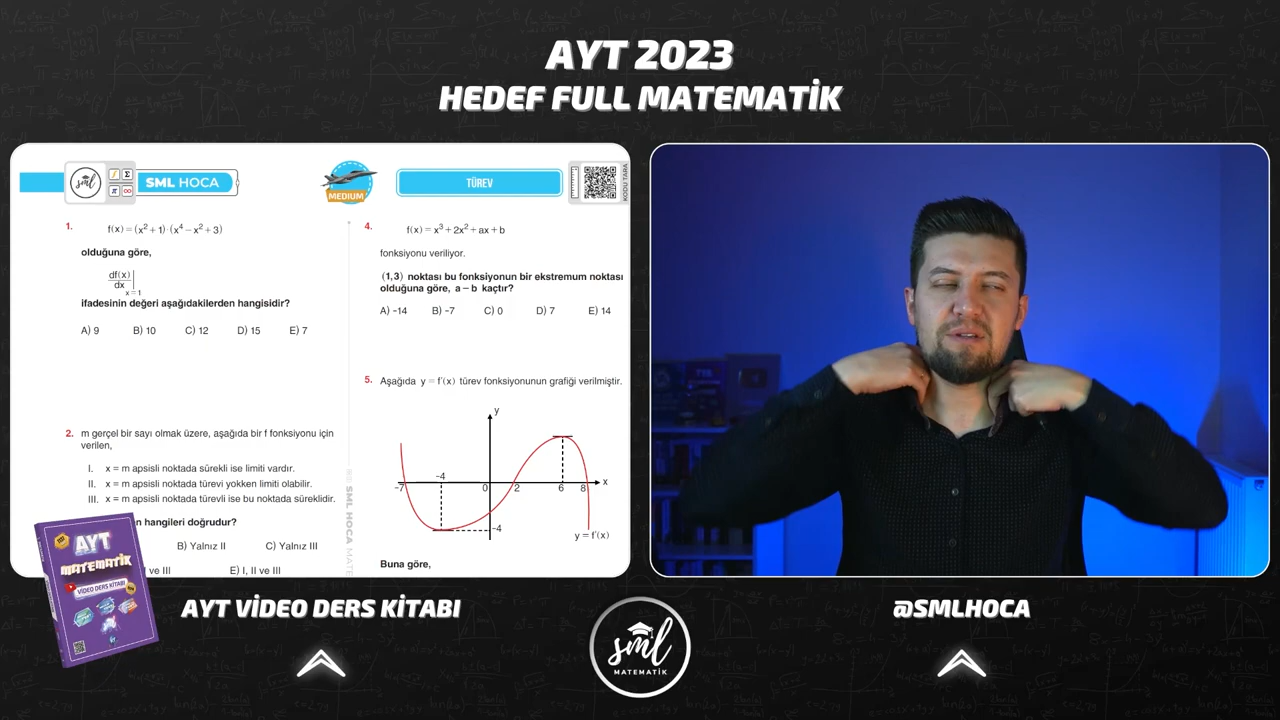 AYT 2023
HEDEF FULL MATEMATİK
sml
f Σ
π ∞
SML HOCA
MEDIUM
TÜREV
KODU TARA
1. f(x) = (x² + 1) · (x⁴ − x² + 3)
olduğuna göre,
df(x)
dx
x = 1
ifadesinin değeri aşağıdakilerden hangisidir?
A) 9 B) 10 C) 12 D) 15 E) 7
2. m gerçel bir sayı olmak üzere, aşağıda bir f fonksiyonu için
verilen,
I. x = m apsisli noktada sürekli ise limiti vardır.
II. x = m apsisli noktada türevi yokken limiti olabilir.
III. x = m apsisli noktada türevli ise bu noktada süreklidir.
n hangileri doğrudur?
B) Yalnız II C) Yalnız III
I ve III E) I, II ve III
SML HOCA MATE
4. f(x) = x³ + 2x² + ax + b
fonksiyonu veriliyor.
(1,3) noktası bu fonksiyonun bir ekstremum noktası
olduğuna göre, a − b kaçtır?
A) -14 B) -7 C) 0 D) 7 E) 14
5. Aşağıda y = f'(x) türev fonksiyonunun grafiği verilmiştir.
y
−4
−7 0 2 6 8 x
−4
y = f'(x)
Buna göre,
AYT
MATEMATİK
VİDEO DERS KİTABI
AYT VİDEO DERS KİTABI
sml
MATEMATİK
@SMLHOCA